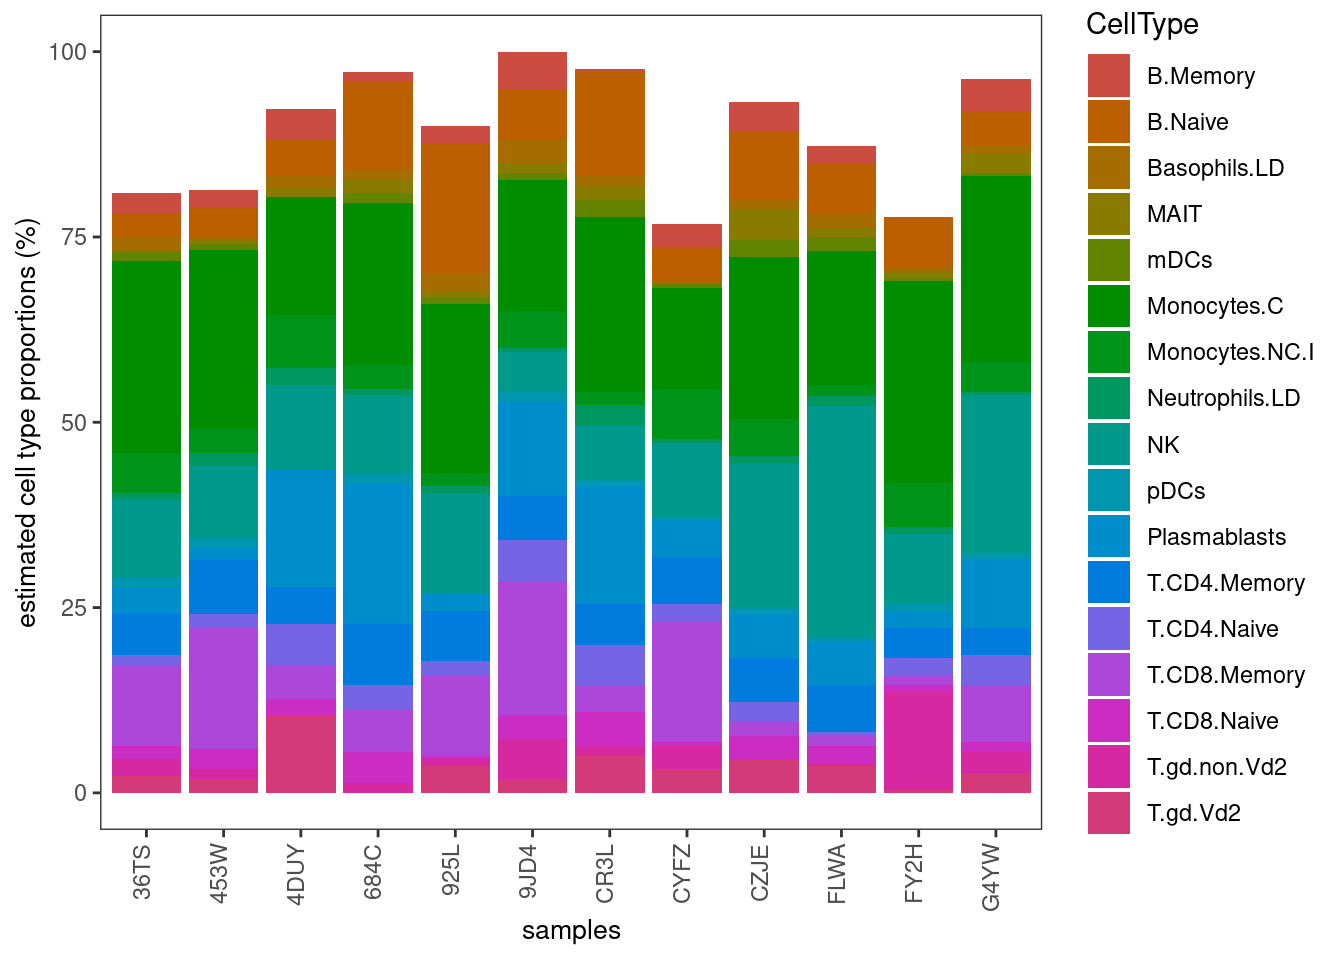 estimated cell type proportions (%)
100
75
50
25
0
36TS
453W
4DUY
684C
925L
9JD4
CR3L
CYFZ
CZJE
FLWA
FY2H
G4YW
samples
CellType
B.Memory
B.Naive
Basophils.LD
MAIT
mDCs
Monocytes.C
Monocytes.NC.I
Neutrophils.LD
NK
pDCs
Plasmablasts
T.CD4.Memory
T.CD4.Naive
T.CD8.Memory
T.CD8.Naive
T.gd.non.Vd2
T.gd.Vd2